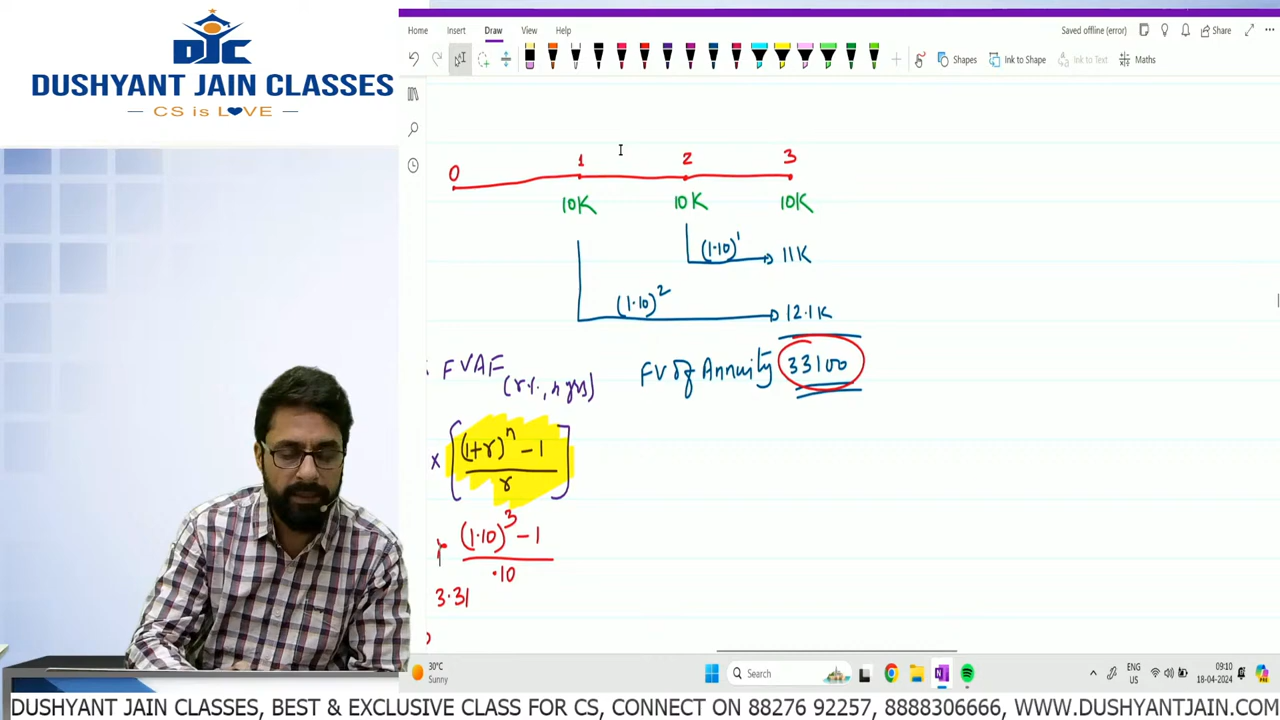 DJC
DUSHYANT JAIN CLASSES
— CS is LOVE —
Home Insert Draw View Help
Saved offline (error) Share
Shapes Ink to Shape Ink to Text Maths
0 1 2 3
10K 10K 10K
(1·10)¹ 11K
(1·10)² 12.1K
FVAF (r%, n yrs)
FV of Annuity 33100
x [(1+r)ⁿ - 1 / r]
(1·10)³ - 1
·10
3·31
30°C
Sunny
Search
ENG
US
09:10
18-04-2024
DUSHYANT JAIN CLASSES, BEST & EXCLUSIVE CLASS FOR CS, CONNECT ON 88276 92257, 8888306666, WWW.DUSHYANTJAIN.COM